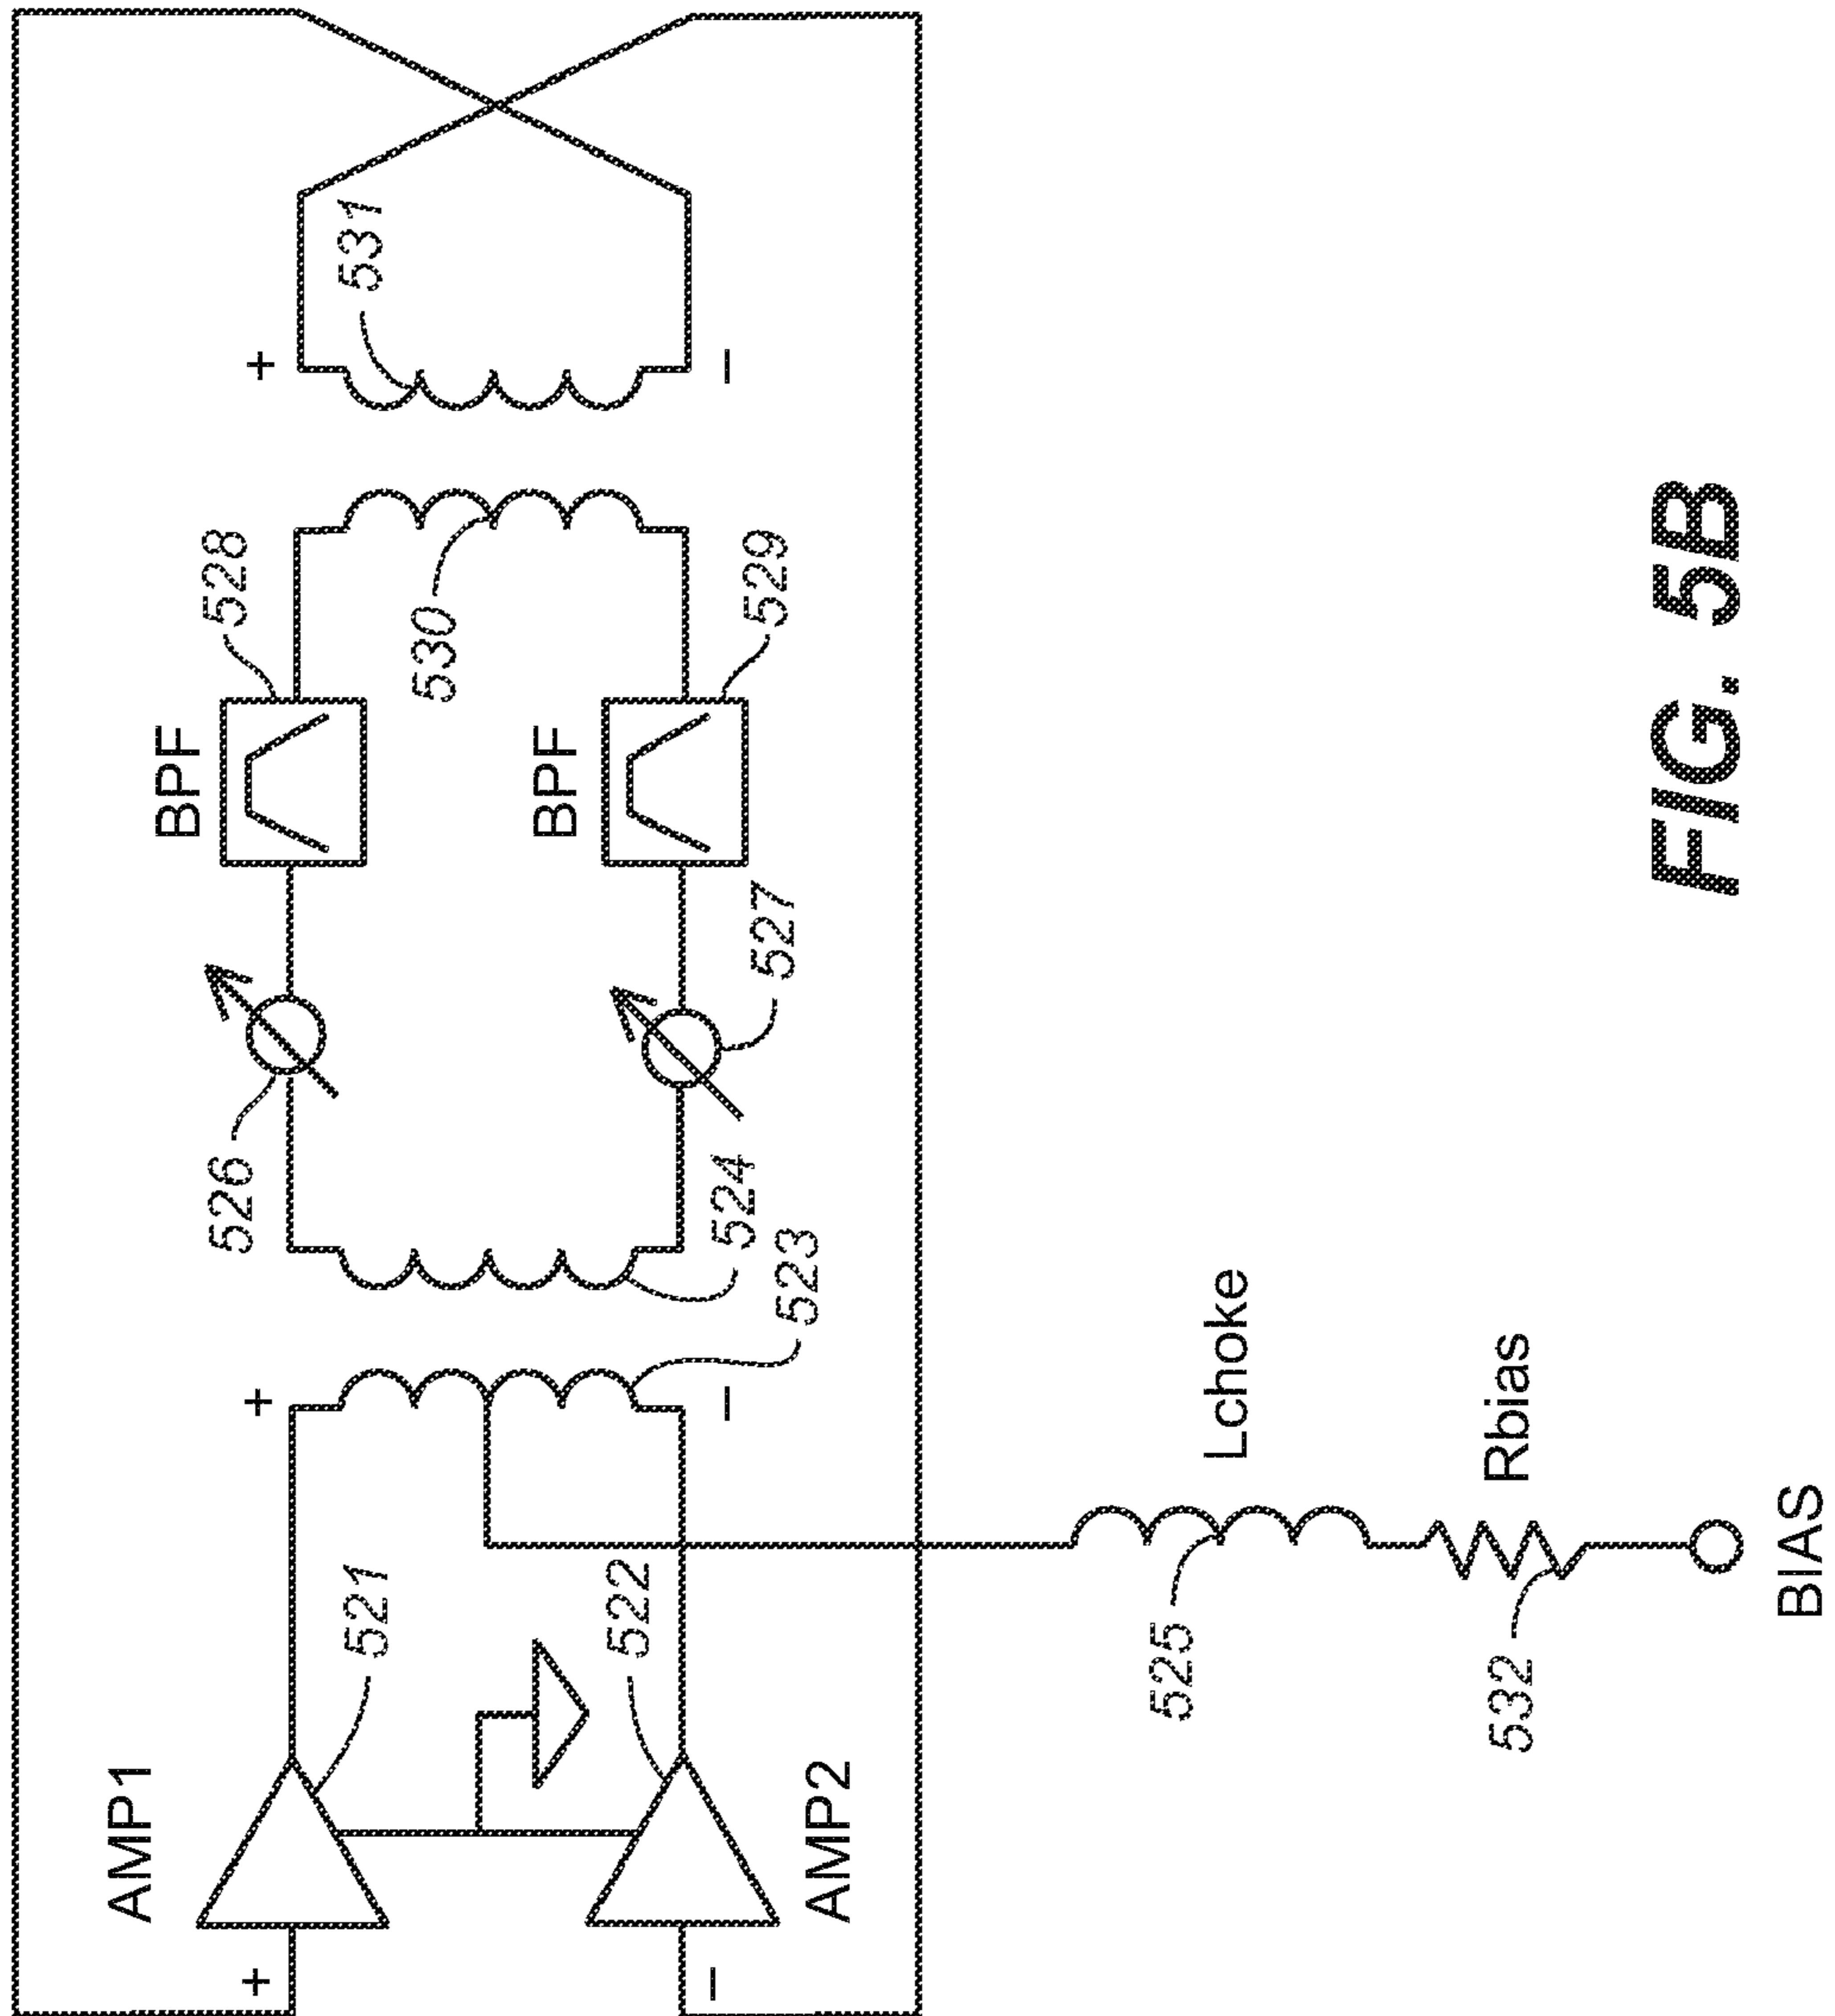 +
AMP1
521
522
AMP2
−
+
523
−
524
526
527
BPF
528
BPF
529
530
+
531
−
525
Lchoke
532
Rbias
BIAS
FIG. 5B